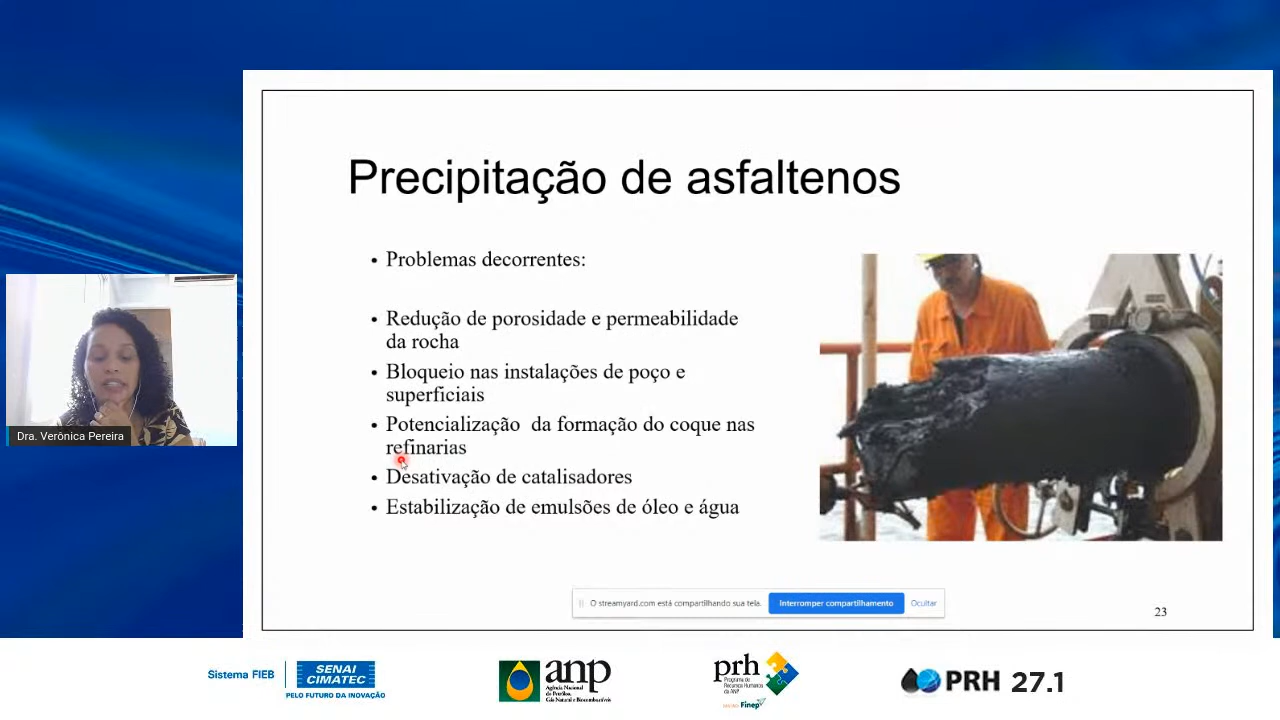 Precipitação de asfaltenos
• Problemas decorrentes:
• Redução de porosidade e permeabilidade
da rocha
• Bloqueio nas instalações de poço e
superficiais
• Potencialização da formação do coque nas
refinarias
• Desativação de catalisadores
• Estabilização de emulsões de óleo e água
Dra. Verônica Pereira
O streamyard.com está compartilhando sua tela.
Interromper compartilhamento
Ocultar
23
Sistema FIEB
SENAI
CIMATEC
PELO FUTURO DA INOVAÇÃO
anp
Agência Nacional
do Petróleo,
Gás Natural e Biocombustíveis
prh
Programa de
Recursos Humanos
da ANP
Finep
PRH 27.1